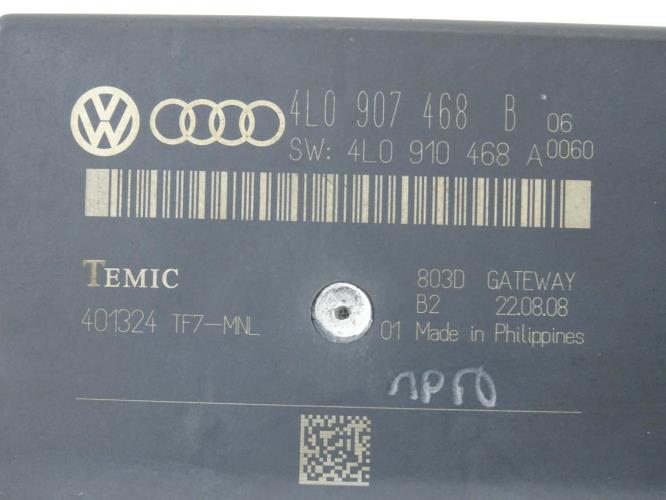 4L0 907 468 B 06
SW: 4L0 910 468 A 0060
TEMIC
803D GATEWAY
B2 22.08.08
401324 TF7-MNL
01 Made in Philippines